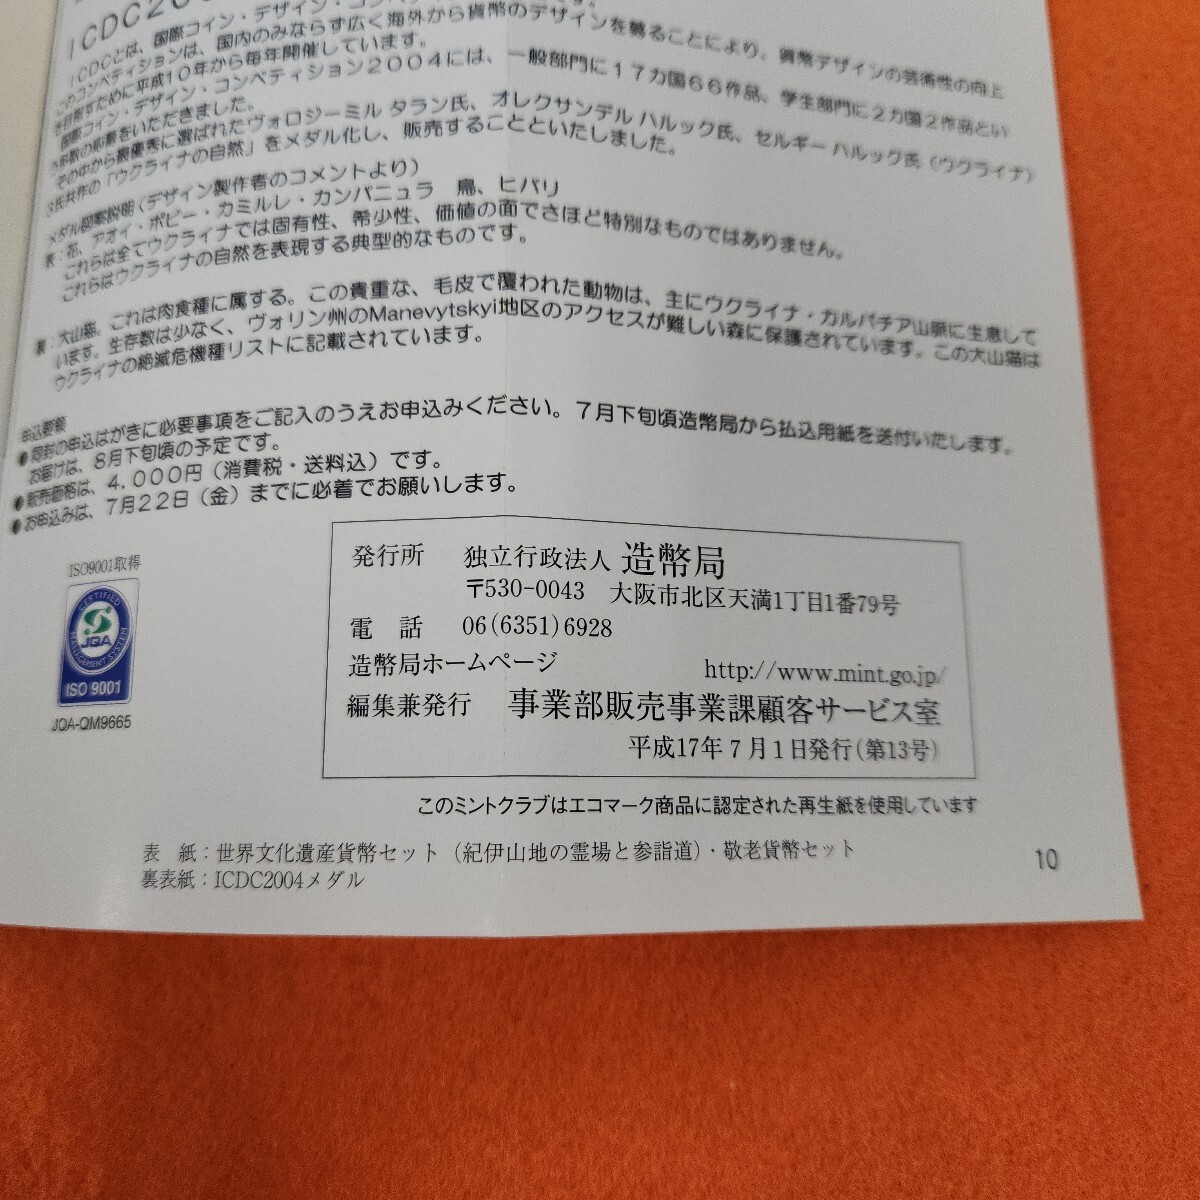 ICDC200
ICDCとは、国際コイン・デザイン・コンペ
このコンペティションは、国内のみならず広く海外から貨幣のデザインを募ることにより、貨幣デザインの芸術性の向上
を目指すために平成10年から毎年開催しています。
国際コイン・デザイン・コンペティション2004には、一般部門に17カ国66作品、学生部門に2カ国2作品とい
う多数の応募をいただきました。
その中から最優秀に選ばれたヴォロジーミル タラン氏、オレクサンデル ハルック氏、セルギー ハルック氏（ウクライナ）
3氏共作の「ウクライナの自然」をメダル化し、販売することといたしました。
メダル図案説明（デザイン製作者のコメントより）
表：花、アオイ・ポピー・カミルレ・カンパニュラ　鳥、ヒバリ
これらは全てウクライナでは固有性、希少性、価値の面でさほど特別なものではありません。
これらはウクライナの自然を表現する典型的なものです。
裏：大山猫。これは肉食種に属する。この貴重な、毛皮で覆われた動物は、主にウクライナ・カルパチア山脈に生息して
います。生存数は少なく、ヴォリン州のManevytskyi地区のアクセスが難しい森に保護されています。この大山猫は
ウクライナの絶滅危機種リストに記載されています。
申込要領
●同封の申込はがきに必要事項をご記入のうえお申込みください。7月下旬頃造幣局から払込用紙を送付いたします。
お届けは、8月下旬頃の予定です。
●販売価格は、4,000円（消費税・送料込）です。
●お申込みは、7月22日（金）までに必着でお願いします。
ISO9001取得
CERTIFIED
JQA
MANAGEMENT SYSTEM
ISO 9001
JQA-QM9665
発行所　独立行政法人 造幣局
〒530-0043　大阪市北区天満1丁目1番79号
電　話　06(6351)6928
造幣局ホームページ　http://www.mint.go.jp/
編集兼発行　事業部販売事業課顧客サービス室
平成17年7月1日発行(第13号)
このミントクラブはエコマーク商品に認定された再生紙を使用しています
表　紙：世界文化遺産貨幣セット（紀伊山地の霊場と参詣道）・敬老貨幣セット
裏表紙：ICDC2004メダル
10